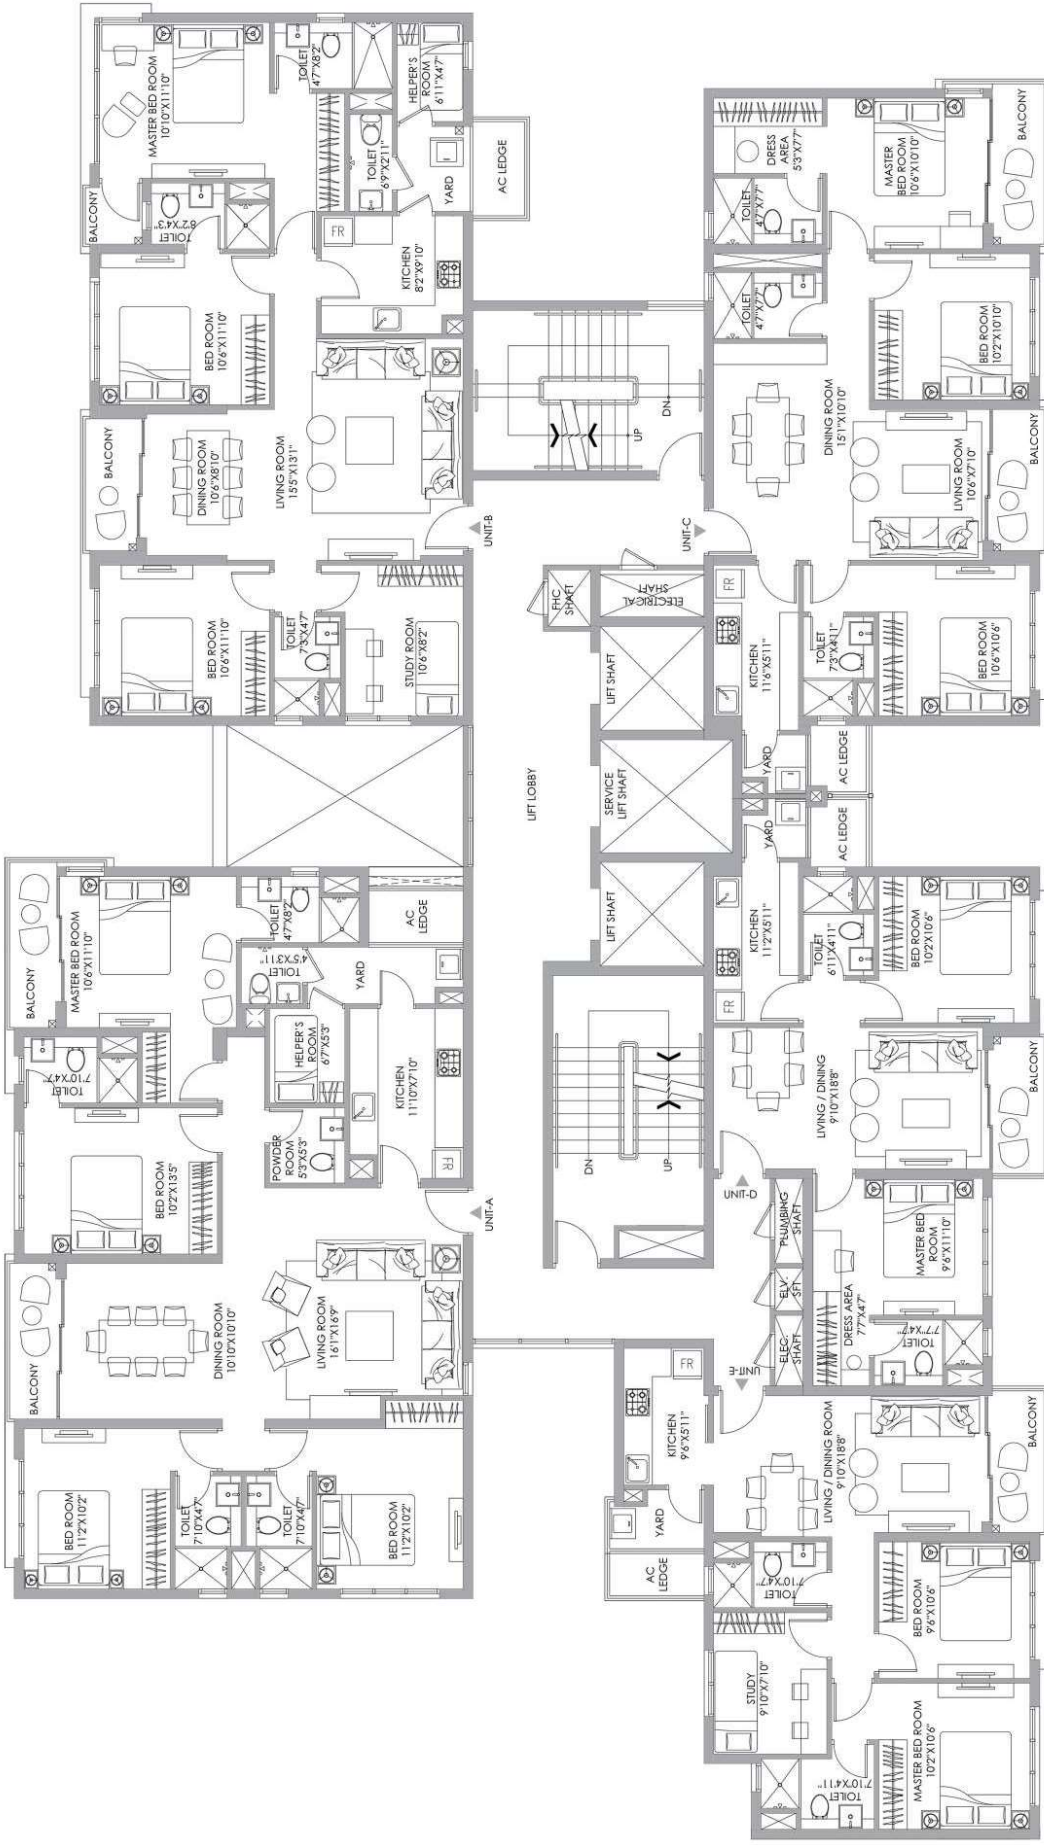 MASTER BED ROOM
10'10"X11'10"
TOILET
4'7"X8'2"
HELPER'S
ROOM
6'11"X4'7"
TOILET
6'9"X2'11"
YARD
AC LEDGE
BALCONY
TOILET
8'2"X4'3"
FR
KITCHEN
8'2"X9'10"
BED ROOM
10'6"X11'10"
BALCONY
DINING ROOM
10'6"X8'10"
LIVING ROOM
15'5"X13'1"
UNIT-B
BED ROOM
10'6"X11'10"
TOILET
7'3"X4'7"
STUDY ROOM
10'6"X8'2"
DN
UP
DRESS
AREA
5'3"X7'7"
MASTER
BED ROOM
10'6"X10'10"
BALCONY
TOILET
4'7"X7'7"
TOILET
4'7"X7'7"
BED ROOM
10'2"X10'10"
DINING ROOM
15'1"X10'10"
LIVING ROOM
10'6"X7'10"
BALCONY
UNIT-C
FHC
SHAFT
ELECTRICAL
SHAFT
FR
KITCHEN
11'6"X5'11"
TOILET
7'3"X4'11"
BED ROOM
10'6"X10'6"
LIFT SHAFT
YARD
AC LEDGE
LIFT LOBBY
SERVICE
LIFT SHAFT
YARD
AC LEDGE
LIFT SHAFT
BALCONY
MASTER BED ROOM
10'6"X11'10"
TOILET
4'7"X8'2"
AC
LEDGE
TOILET
4'5"X3'11"
YARD
TOILET
7'10"X4'7"
HELPER'S
ROOM
6'7"X5'3"
KITCHEN
11'10"X7'10"
FR
BED ROOM
10'2"X13'5"
POWDER
ROOM
5'3"X5'3"
UNIT-A
BALCONY
DINING ROOM
10'10"X10'10"
LIVING ROOM
16'1"X16'9"
BED ROOM
11'2"X10'2"
TOILET
7'10"X4'7"
TOILET
7'10"X4'7"
BED ROOM
11'2"X10'2"
DN
UP
KITCHEN
11'2"X5'11"
FR
TOILET
6'11"X4'11"
BED ROOM
10'2"X10'6"
LIVING / DINING
9'10"X18'8"
BALCONY
UNIT-D
PLUMBING
SHAFT
ELV.
SFT
ELEC.
SHAFT
UNIT-E
MASTER BED
ROOM
9'6"X11'10"
DRESS AREA
7'7"X4'7"
TOILET
7'7"X4'7"
FR
KITCHEN
9'6"X5'11"
YARD
AC
LEDGE
LIVING / DINING ROOM
9'10"X18'8"
BALCONY
TOILET
7'10"X4'7"
BED ROOM
9'6"X10'6"
STUDY
9'10"X7'10"
TOILET
7'10"X4'11"
MASTER BED ROOM
10'2"X10'6"